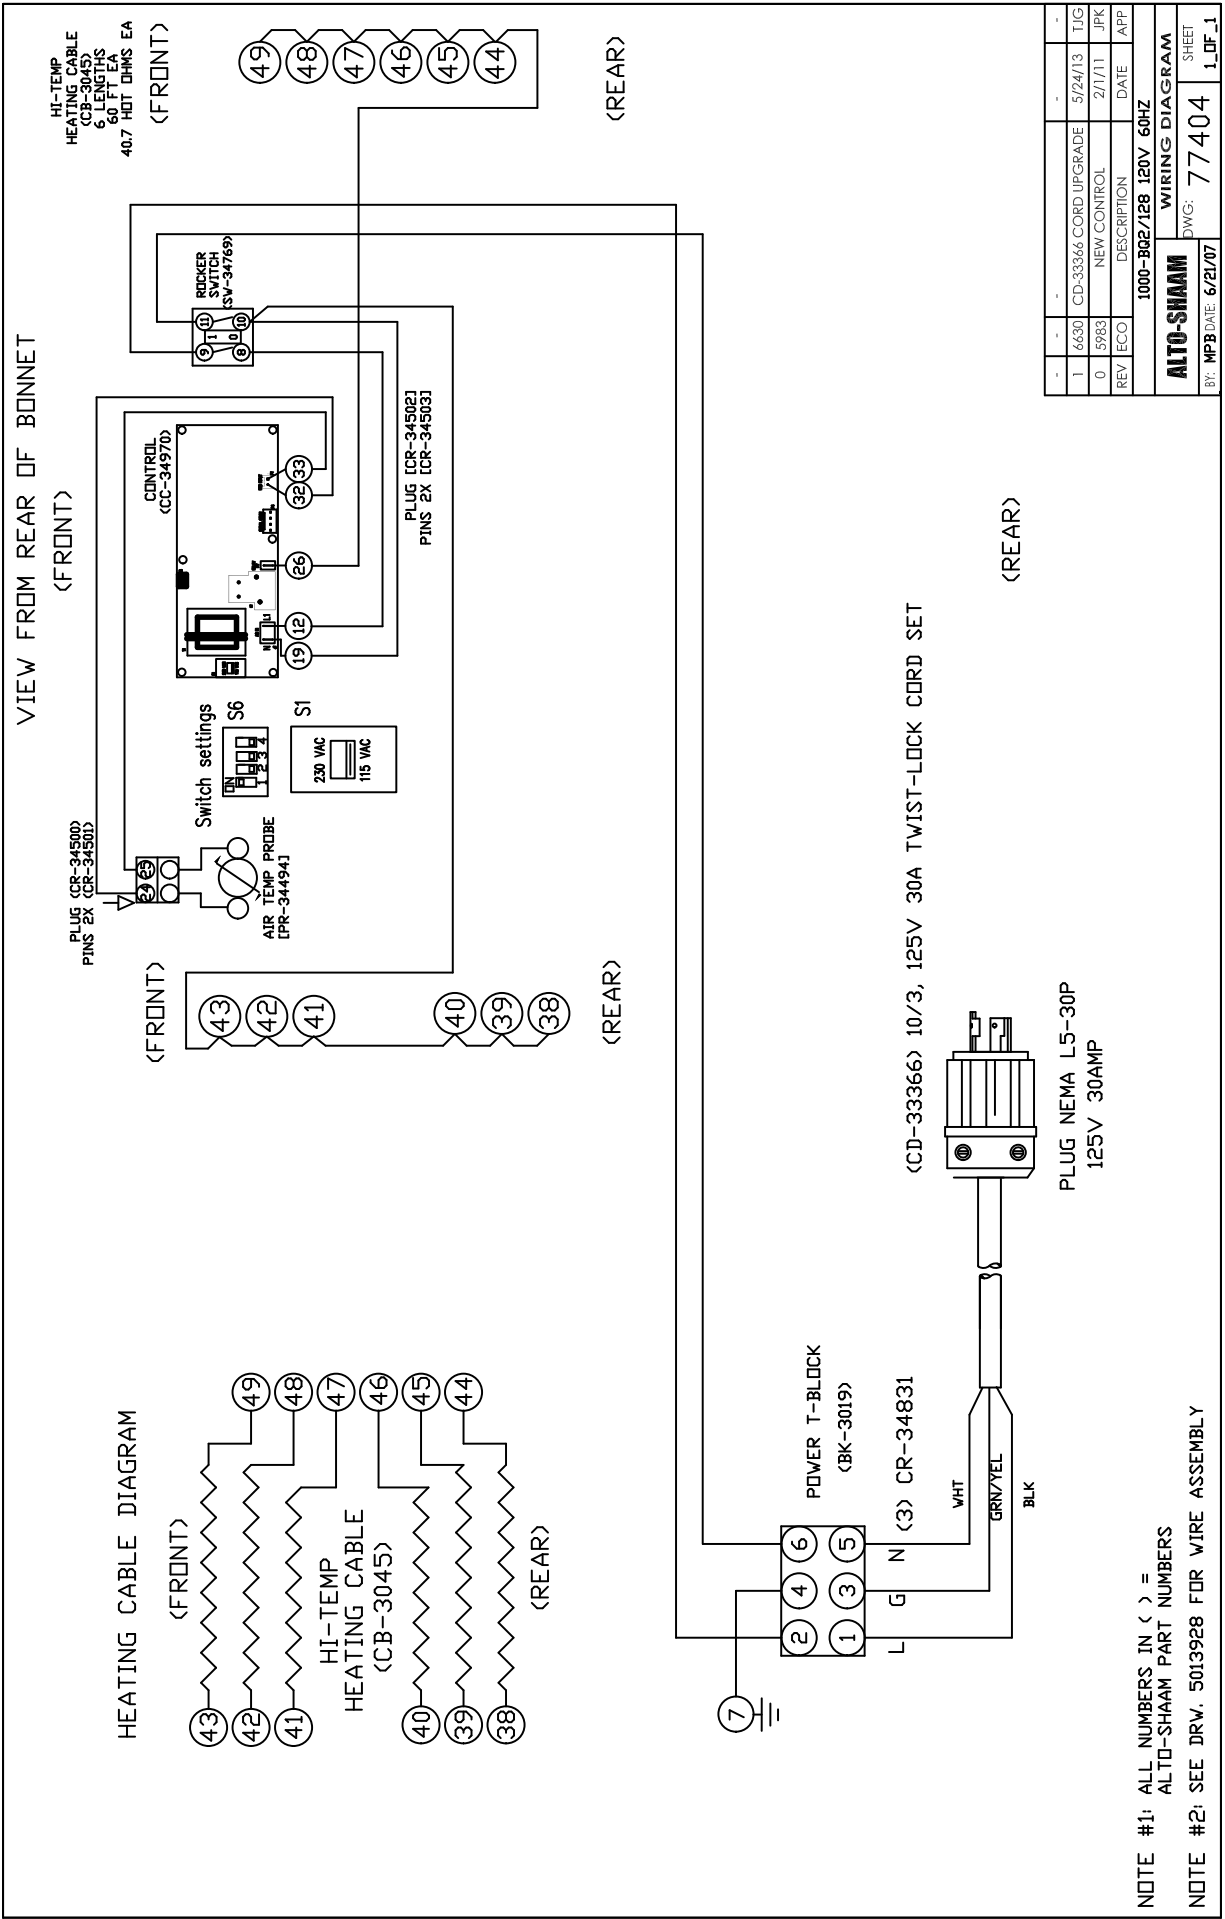 VIEW FROM REAR OF BONNET
(FRONT)
HEATING CABLE DIAGRAM
(FRONT)
43
42
41
40
39
38
49
48
47
46
45
44
HI-TEMP
HEATING CABLE
(CB-3045)
(REAR)
(FRONT)
43
42
41
40
39
38
(REAR)
PLUG (CR-34500)
PINS 2X (CR-34501)
24
25
AIR TEMP PROBE
[PR-34494]
Switch settings
ON
1 2 3 4
S6
230 VAC
115 VAC
S1
CONTROL
(CC-34970)
N
L1
19
12
26
32
33
PLUG [CR-34502]
PINS 2X [CR-34503]
ROCKER
SWITCH
(SW-34769)
9
11
1
0
8
10
HI-TEMP
HEATING CABLE
(CB-3045)
6 LENGTHS
60 FT EA
40.7 HOT OHMS EA
(FRONT)
49
48
47
46
45
44
(REAR)
7
2
4
6
1
3
5
L
G
N
POWER T-BLOCK
(BK-3019)
(3) CR-34831
WHT
GRN/YEL
BLK
(CD-33366) 10/3, 125V 30A TWIST-LOCK CORD SET
PLUG NEMA L5-30P
125V 30AMP
(REAR)
NOTE #1: ALL NUMBERS IN ( ) =
ALTO-SHAAM PART NUMBERS
NOTE #2: SEE DRW. 5013928 FOR WIRE ASSEMBLY
- - - - -
1 6630 CD-33366 CORD UPGRADE 5/24/13 TJG
0 5983 NEW CONTROL 2/1/11 JPK
REV ECO DESCRIPTION DATE APP
1000-BQ2/128 120V 60HZ
ALTO-SHAAM
WIRING DIAGRAM
BY: MPB DATE: 6/21/07
DWG: 77404
SHEET
1_OF_1